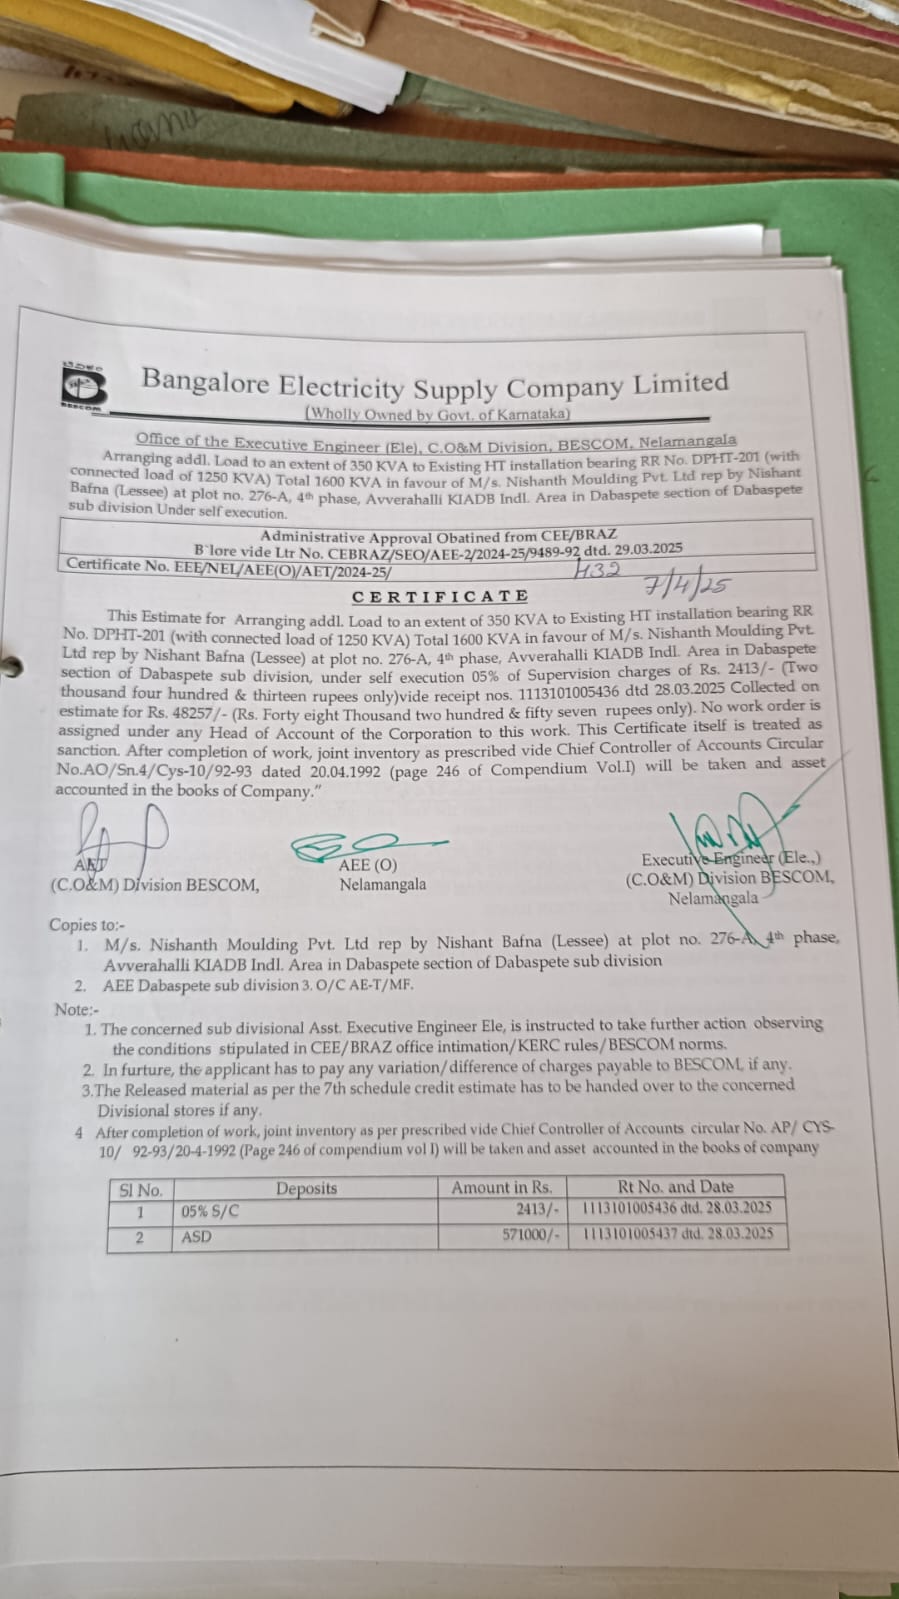 BESCOM
Bangalore Electricity Supply Company Limited
(Wholly Owned by Govt. of Karnataka)
Office of the Executive Engineer (Ele), C.O&M Division, BESCOM, Nelamangala
Arranging addl. Load to an extent of 350 KVA to Existing HT installation bearing RR No. DPHT-201 (with
connected load of 1250 KVA) Total 1600 KVA in favour of M/s. Nishanth Moulding Pvt. Ltd rep by Nishant
Bafna (Lessee) at plot no. 276-A, 4th phase, Avverahalli KIADB Indl. Area in Dabaspete section of Dabaspete
sub division Under self execution.
Administrative Approval Obatined from CEE/BRAZ
B`lore vide Ltr No. CEBRAZ/SEO/AEE-2/2024-25/9489-92 dtd. 29.03.2025
Certificate No. EEE/NEL/AEE(O)/AET/2024-25/ 432
7/4/25
CERTIFICATE
This Estimate for Arranging addl. Load to an extent of 350 KVA to Existing HT installation bearing RR
No. DPHT-201 (with connected load of 1250 KVA) Total 1600 KVA in favour of M/s. Nishanth Moulding Pvt.
Ltd rep by Nishant Bafna (Lessee) at plot no. 276-A, 4th phase, Avverahalli KIADB Indl. Area in Dabaspete
section of Dabaspete sub division, under self execution 05% of Supervision charges of Rs. 2413/- (Two
thousand four hundred & thirteen rupees only)vide receipt nos. 1113101005436 dtd 28.03.2025 Collected on
estimate for Rs. 48257/- (Rs. Forty eight Thousand two hundred & fifty seven rupees only). No work order is
assigned under any Head of Account of the Corporation to this work. This Certificate itself is treated as
sanction. After completion of work, joint inventory as prescribed vide Chief Controller of Accounts Circular
No.AO/Sn.4/Cys-10/92-93 dated 20.04.1992 (page 246 of Compendium Vol.I) will be taken and asset
accounted in the books of Company.”
AET
(C.O&M) Division BESCOM,
AEE (O)
Nelamangala
Executive Engineer (Ele.,)
(C.O&M) Division BESCOM,
Nelamangala
Copies to:-
1. M/s. Nishanth Moulding Pvt. Ltd rep by Nishant Bafna (Lessee) at plot no. 276-A, 4th phase,
Avverahalli KIADB Indl. Area in Dabaspete section of Dabaspete sub division
2. AEE Dabaspete sub division 3. O/C AE-T/MF.
Note:-
1. The concerned sub divisional Asst. Executive Engineer Ele, is instructed to take further action observing
the conditions stipulated in CEE/BRAZ office intimation/KERC rules/BESCOM norms.
2. In furture, the applicant has to pay any variation/difference of charges payable to BESCOM, if any.
3.The Released material as per the 7th schedule credit estimate has to be handed over to the concerned
Divisional stores if any.
4 After completion of work, joint inventory as per prescribed vide Chief Controller of Accounts circular No. AP/ CYS-
10/ 92-93/20-4-1992 (Page 246 of compendium vol I) will be taken and asset accounted in the books of company
Sl No. Deposits Amount in Rs. Rt No. and Date
1 05% S/C 2413/- 1113101005436 dtd. 28.03.2025
2 ASD 571000/- 1113101005437 dtd. 28.03.2025